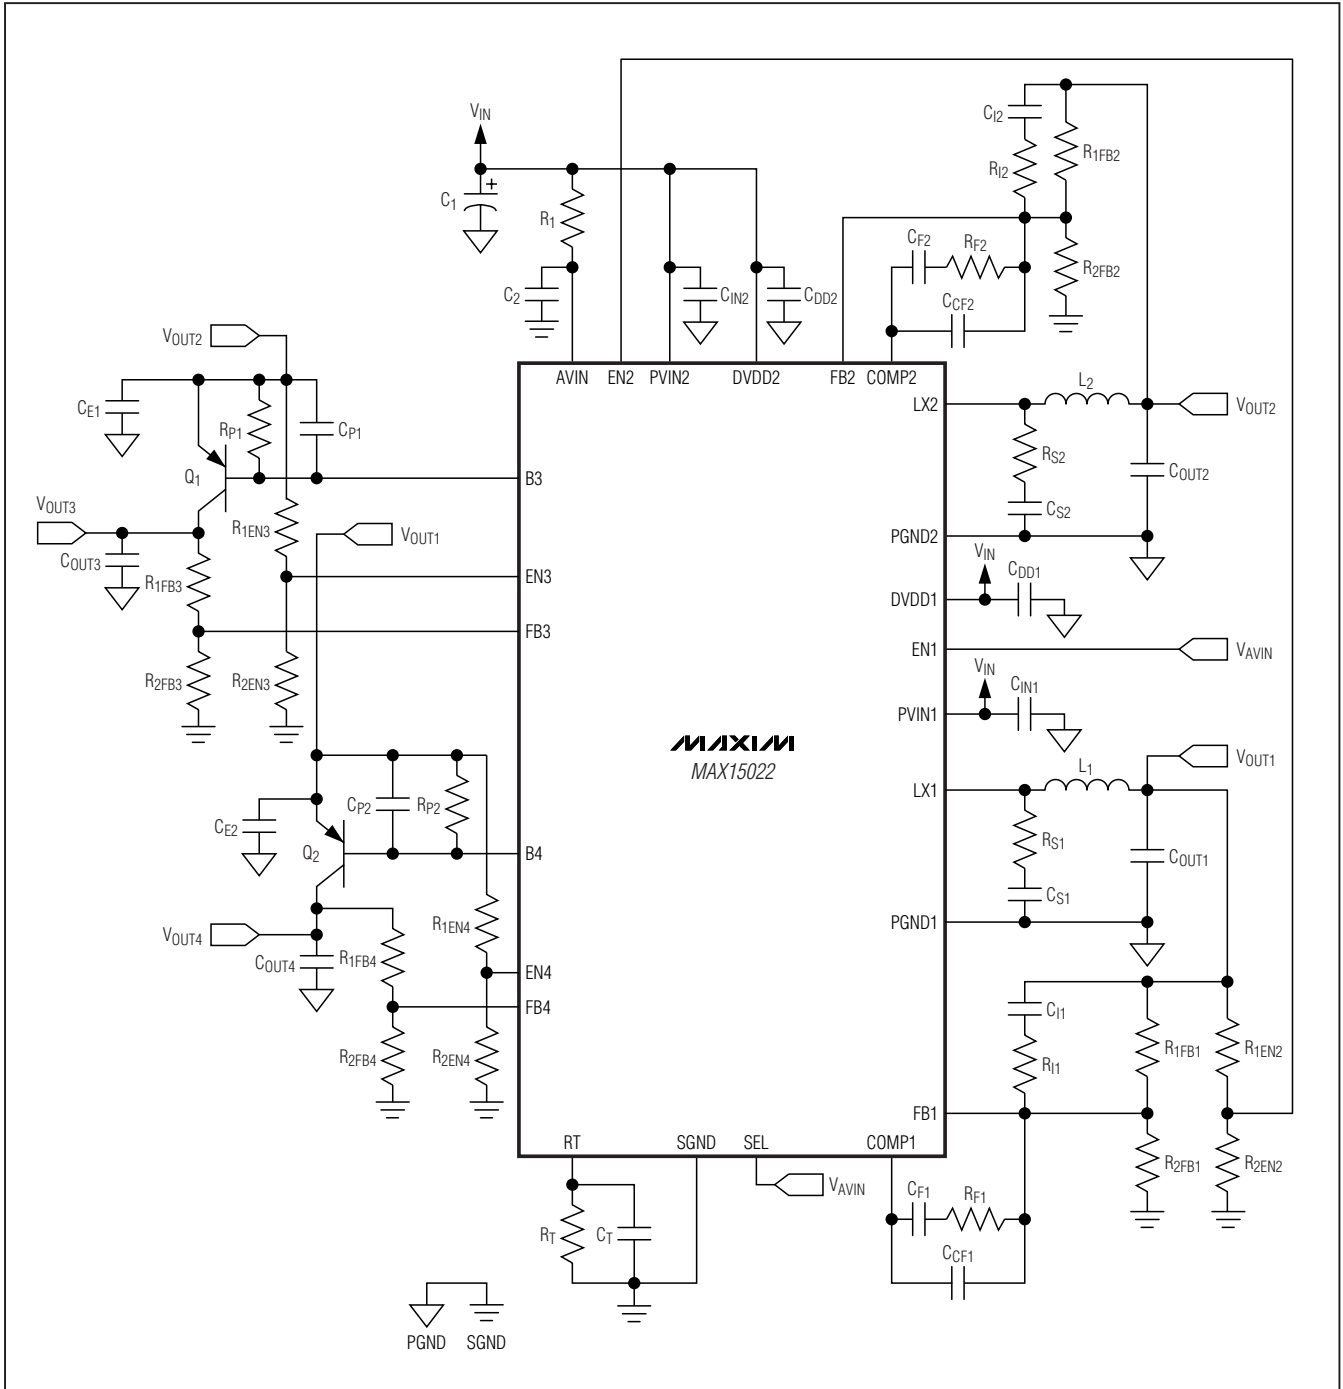 VIN
C1
+
R1
C2
CIN2
CDD2
CI2
RI2
R1FB2
CF2
RF2
R2FB2
CCF2
VOUT2
AVIN
EN2
PVIN2
DVDD2
FB2
COMP2
CE1
RP1
CP1
Q1
B3
LX2
L2
VOUT2
RS2
COUT2
CS2
PGND2
VOUT3
COUT3
R1EN3
VOUT1
R1FB3
EN3
FB3
R2FB3
R2EN3
VIN
CDD1
DVDD1
EN1
VAVIN
VIN
CIN1
PVIN1
MAXIM
MAX15022
VOUT1
L1
LX1
CP2
RP2
CE2
Q2
B4
RS1
COUT1
CS1
PGND1
R1EN4
VOUT4
COUT4
R1FB4
EN4
FB4
R2FB4
R2EN4
CI1
RI1
R1FB1
R1EN2
FB1
R2FB1
R2EN2
RT
SGND
SEL
COMP1
VAVIN
CF1
RF1
CCF1
RT
CT
PGND
SGND